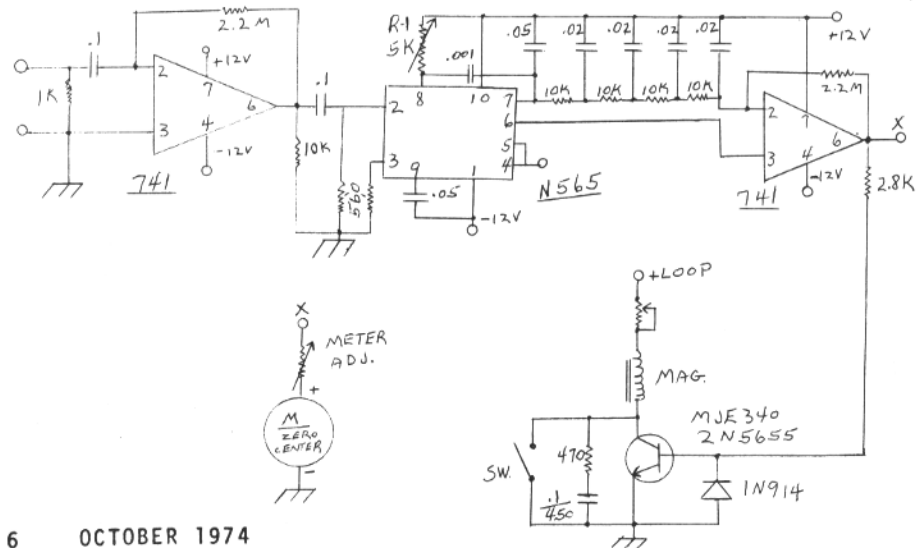 2.2M
.1
1K
2
3
7
+12V
6
4
-12V
741
.1
10K
560
R-1
5K
.001
8
10
2
3
9
1
7
6
5
4
.05
-12V
N565
.05
.02
.02
.02
.02
10K
10K
10K
10K
+12V
2.2M
2
3
7
6
4
-12V
741
X
2.8K
X
METER
ADJ.
+
M
ZERO
CENTER
-
+LOOP
MAG.
MJE340
2N5655
SW.
470
.1
450
1N914
6 OCTOBER 1974